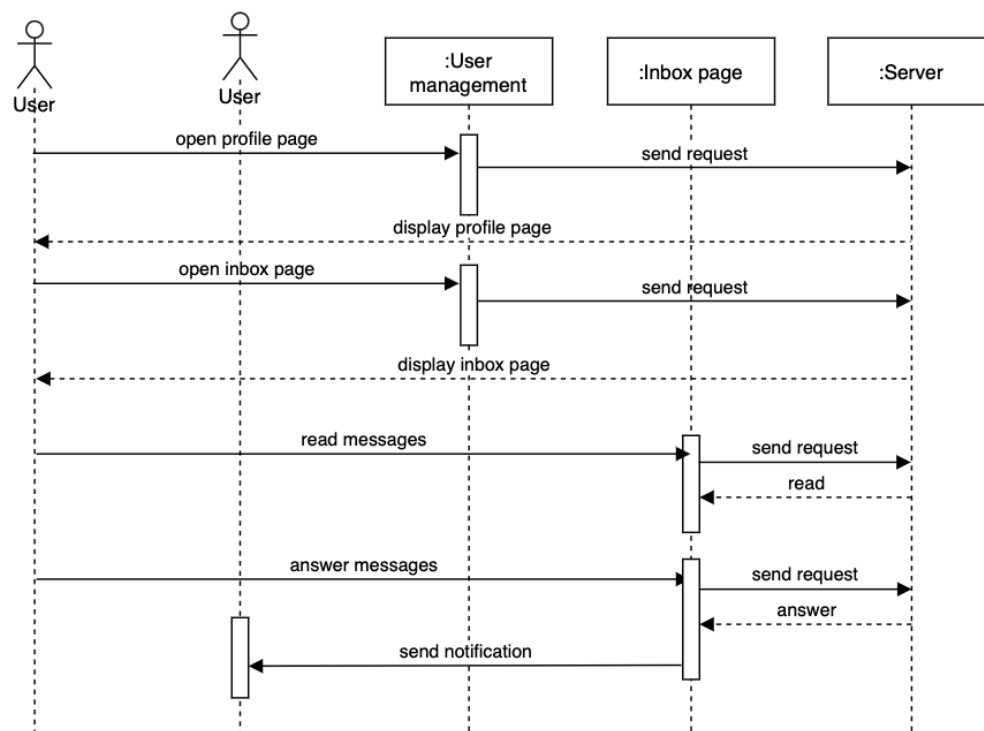 User
User
:User
management
:Inbox page
:Server
open profile page
send request
display profile page
open inbox page
send request
display inbox page
read messages
send request
read
answer messages
send request
answer
send notification